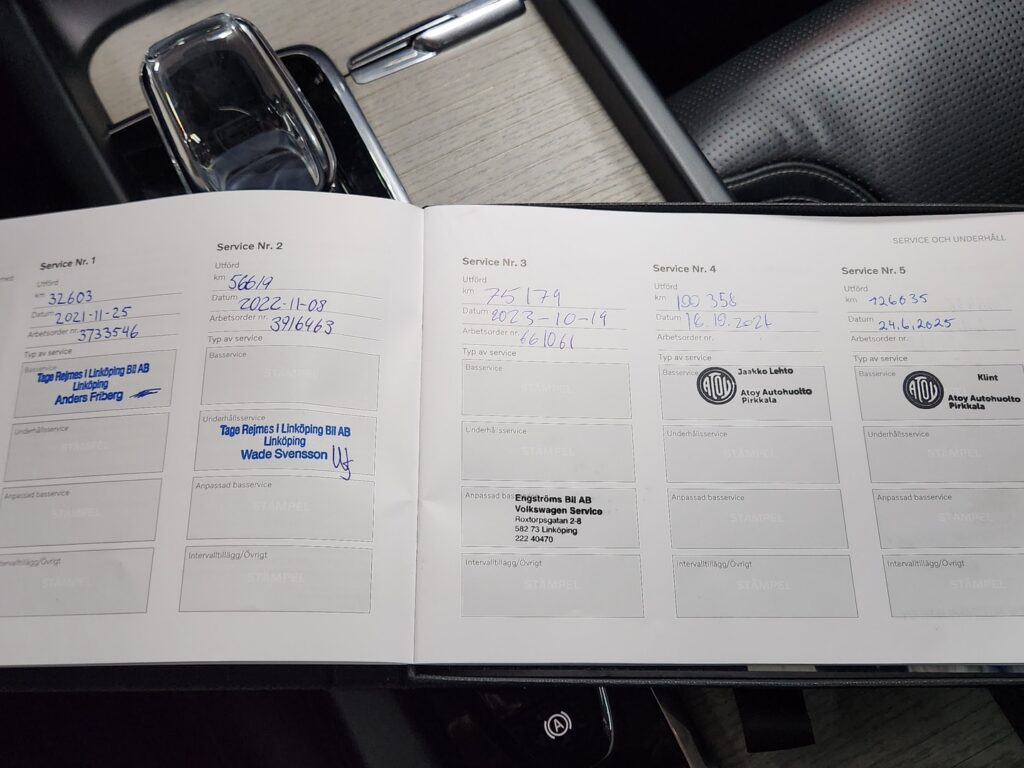 Service Nr. 1
Utförd
km 32603
Datum 2021-11-25
Arbetsorder nr. 3733546
Typ av service
Basservice
Tage Rejmes i Linköping Bil AB
Linköping
Anders Friberg
Underhållsservice
STÄMPEL
Anpassad basservice
STÄMPEL
Intervalltillägg/Övrigt
STÄMPEL
Service Nr. 2
Utförd
km 56619
Datum 2022-11-08
Arbetsorder nr. 3916463
Typ av service
Basservice
STÄMPEL
Underhållsservice
Tage Rejmes i Linköping Bil AB
Linköping
Wade Svensson
Anpassad basservice
STÄMPEL
Intervalltillägg/Övrigt
STÄMPEL
SERVICE OCH UNDERHÅLL
Service Nr. 3
Utförd
km 75179
Datum 2023-10-19
Arbetsorder nr. 661061
Typ av service
Basservice
STÄMPEL
Underhållsservice
STÄMPEL
Anpassad basservice
Engströms Bil AB
Volkswagen Service
Roxtorpsgatan 2-8
582 73 Linköping
222 40470
Intervalltillägg/Övrigt
STÄMPEL
Service Nr. 4
Utförd
km 100 358
Datum
Arbetsorder nr.
Typ av service
Basservice
ATOY
Jaakko Lehto
Atoy Autohuolto
Pirkkala
Underhållsservice
STÄMPEL
Anpassad basservice
STÄMPEL
Intervalltillägg/Övrigt
STÄMPEL
Service Nr. 5
Utförd
km 126635
Datum 24.6.2025
Arbetsorder nr.
Typ av service
Basservice
ATOY
Klint
Atoy Autohuolto
Pirkkala
Underhållsservice
STÄMPEL
Anpassad basservice
STÄMPEL
Intervalltillägg/Övrigt
STÄMPEL
A